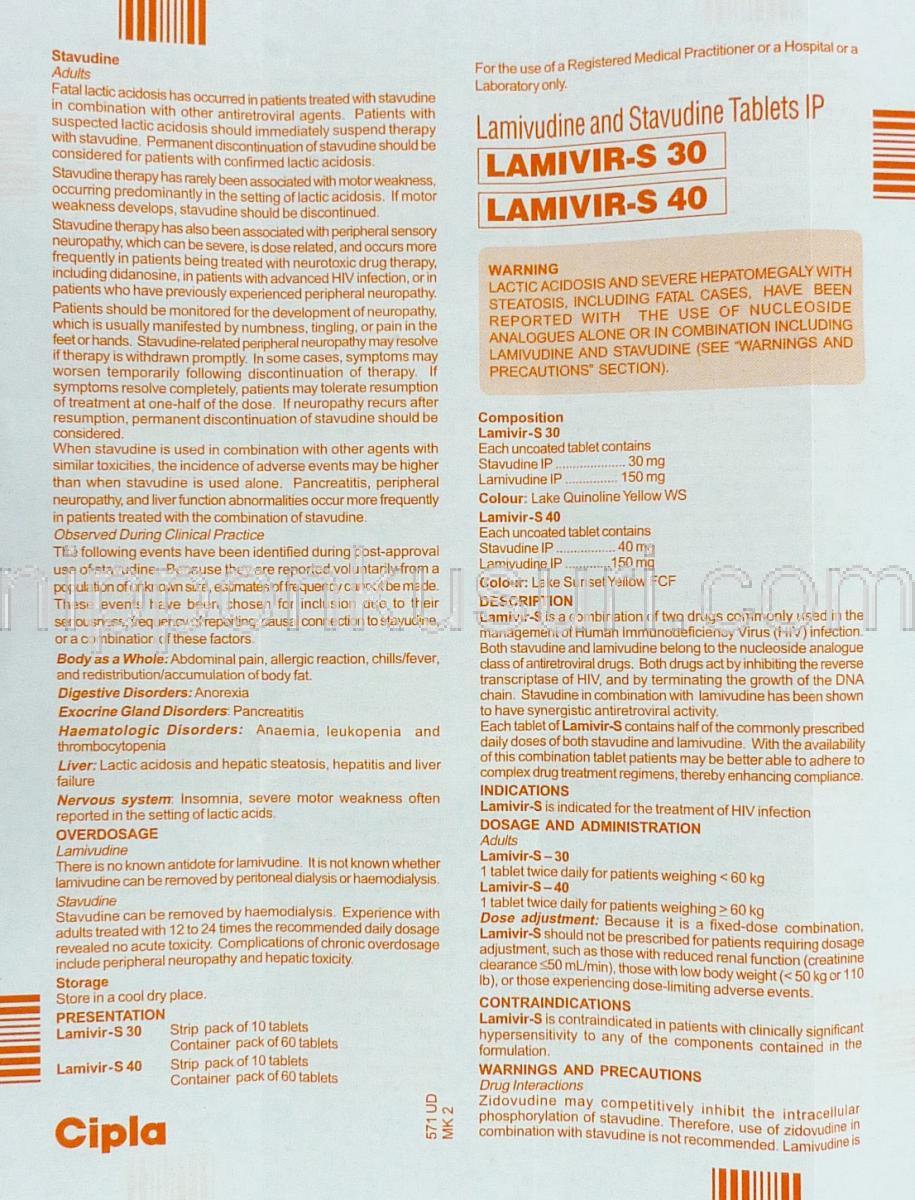 Stavudine
Adults
Fatal lactic acidosis has occurred in patients treated with stavudine
in combination with other antiretroviral agents. Patients with
suspected lactic acidosis should immediately suspend therapy
with stavudine. Permanent discontinuation of stavudine should be
considered for patients with confirmed lactic acidosis.
Stavudine therapy has rarely been associated with motor weakness,
occurring predominantly in the setting of lactic acidosis. If motor
weakness develops, stavudine should be discontinued.
Stavudine therapy has also been associated with peripheral sensory
neuropathy, which can be severe, is dose related, and occurs more
frequently in patients being treated with neurotoxic drug therapy,
including didanosine, in patients with advanced HIV infection, or in
patients who have previously experienced peripheral neuropathy.
Patients should be monitored for the development of neuropathy,
which is usually manifested by numbness, tingling, or pain in the
feet or hands. Stavudine-related peripheral neuropathy may resolve
if therapy is withdrawn promptly. In some cases, symptoms may
worsen temporarily following discontinuation of therapy. If
symptoms resolve completely, patients may tolerate resumption
of treatment at one-half of the dose. If neuropathy recurs after
resumption, permanent discontinuation of stavudine should be
considered.
When stavudine is used in combination with other agents with
similar toxicities, the incidence of adverse events may be higher
than when stavudine is used alone. Pancreatitis, peripheral
neuropathy, and liver function abnormalities occur more frequently
in patients treated with the combination of stavudine.
Observed During Clinical Practice
The following events have been identified during post-approval
use of stavudine. Because they are reported voluntarily from a
population of unknown size, estimates of frequency cannot be made.
These events have been chosen for inclusion due to their
seriousness, frequency of reporting, causal connection to stavudine,
or a combination of these factors.
Body as a Whole: Abdominal pain, allergic reaction, chills/fever,
and redistribution/accumulation of body fat.
Digestive Disorders: Anorexia
Exocrine Gland Disorders: Pancreatitis
Haematologic Disorders: Anaemia, leukopenia and
thrombocytopenia
Liver: Lactic acidosis and hepatic steatosis, hepatitis and liver
failure
Nervous system: Insomnia, severe motor weakness often
reported in the setting of lactic acids.
OVERDOSAGE
Lamivudine
There is no known antidote for lamivudine. It is not known whether
lamivudine can be removed by peritoneal dialysis or haemodialysis.
Stavudine
Stavudine can be removed by haemodialysis. Experience with
adults treated with 12 to 24 times the recommended daily dosage
revealed no acute toxicity. Complications of chronic overdosage
include peripheral neuropathy and hepatic toxicity.
Storage
Store in a cool dry place.
PRESENTATION
Lamivir-S 30 Strip pack of 10 tablets
Container pack of 60 tablets
Lamivir-S 40 Strip pack of 10 tablets
Container pack of 60 tablets
Cipla
571 UD
MK 2
For the use of a Registered Medical Practitioner or a Hospital or a
Laboratory only.
Lamivudine and Stavudine Tablets IP
LAMIVIR-S 30
LAMIVIR-S 40
WARNING
LACTIC ACIDOSIS AND SEVERE HEPATOMEGALY WITH
STEATOSIS, INCLUDING FATAL CASES, HAVE BEEN
REPORTED WITH THE USE OF NUCLEOSIDE
ANALOGUES ALONE OR IN COMBINATION INCLUDING
LAMIVUDINE AND STAVUDINE (SEE "WARNINGS AND
PRECAUTIONS" SECTION).
Composition
Lamivir-S 30
Each uncoated tablet contains
Stavudine IP .................... 30 mg
Lamivudine IP ............... 150 mg
Colour: Lake Quinoline Yellow WS
Lamivir-S 40
Each uncoated tablet contains
Stavudine IP ................. 40 mg
Lamivudine IP .............. 150 mg
Colour: Lake Sunset Yellow FCF
DESCRIPTION
Lamivir-S is a combination of two drugs commonly used in the
management of Human Immunodeficiency Virus (HIV) infection.
Both stavudine and lamivudine belong to the nucleoside analogue
class of antiretroviral drugs. Both drugs act by inhibiting the reverse
transcriptase of HIV, and by terminating the growth of the DNA
chain. Stavudine in combination with lamivudine has been shown
to have synergistic antiretroviral activity.
Each tablet of Lamivir-S contains half of the commonly prescribed
daily doses of both stavudine and lamivudine. With the availability
of this combination tablet patients may be better able to adhere to
complex drug treatment regimens, thereby enhancing compliance.
INDICATIONS
Lamivir-S is indicated for the treatment of HIV infection
DOSAGE AND ADMINISTRATION
Adults
Lamivir-S – 30
1 tablet twice daily for patients weighing < 60 kg
Lamivir-S – 40
1 tablet twice daily for patients weighing ≥ 60 kg
Dose adjustment: Because it is a fixed-dose combination,
Lamivir-S should not be prescribed for patients requiring dosage
adjustment, such as those with reduced renal function (creatinine
clearance ≤50 mL/min), those with low body weight (< 50 kg or 110
lb), or those experiencing dose-limiting adverse events.
CONTRAINDICATIONS
Lamivir-S is contraindicated in patients with clinically significant
hypersensitivity to any of the components contained in the
formulation.
WARNINGS AND PRECAUTIONS
Drug Interactions
Zidovudine may competitively inhibit the intracellular
phosphorylation of stavudine. Therefore, use of zidovudine in
combination with stavudine is not recommended. Lamivudine is
nipponkusuri.com